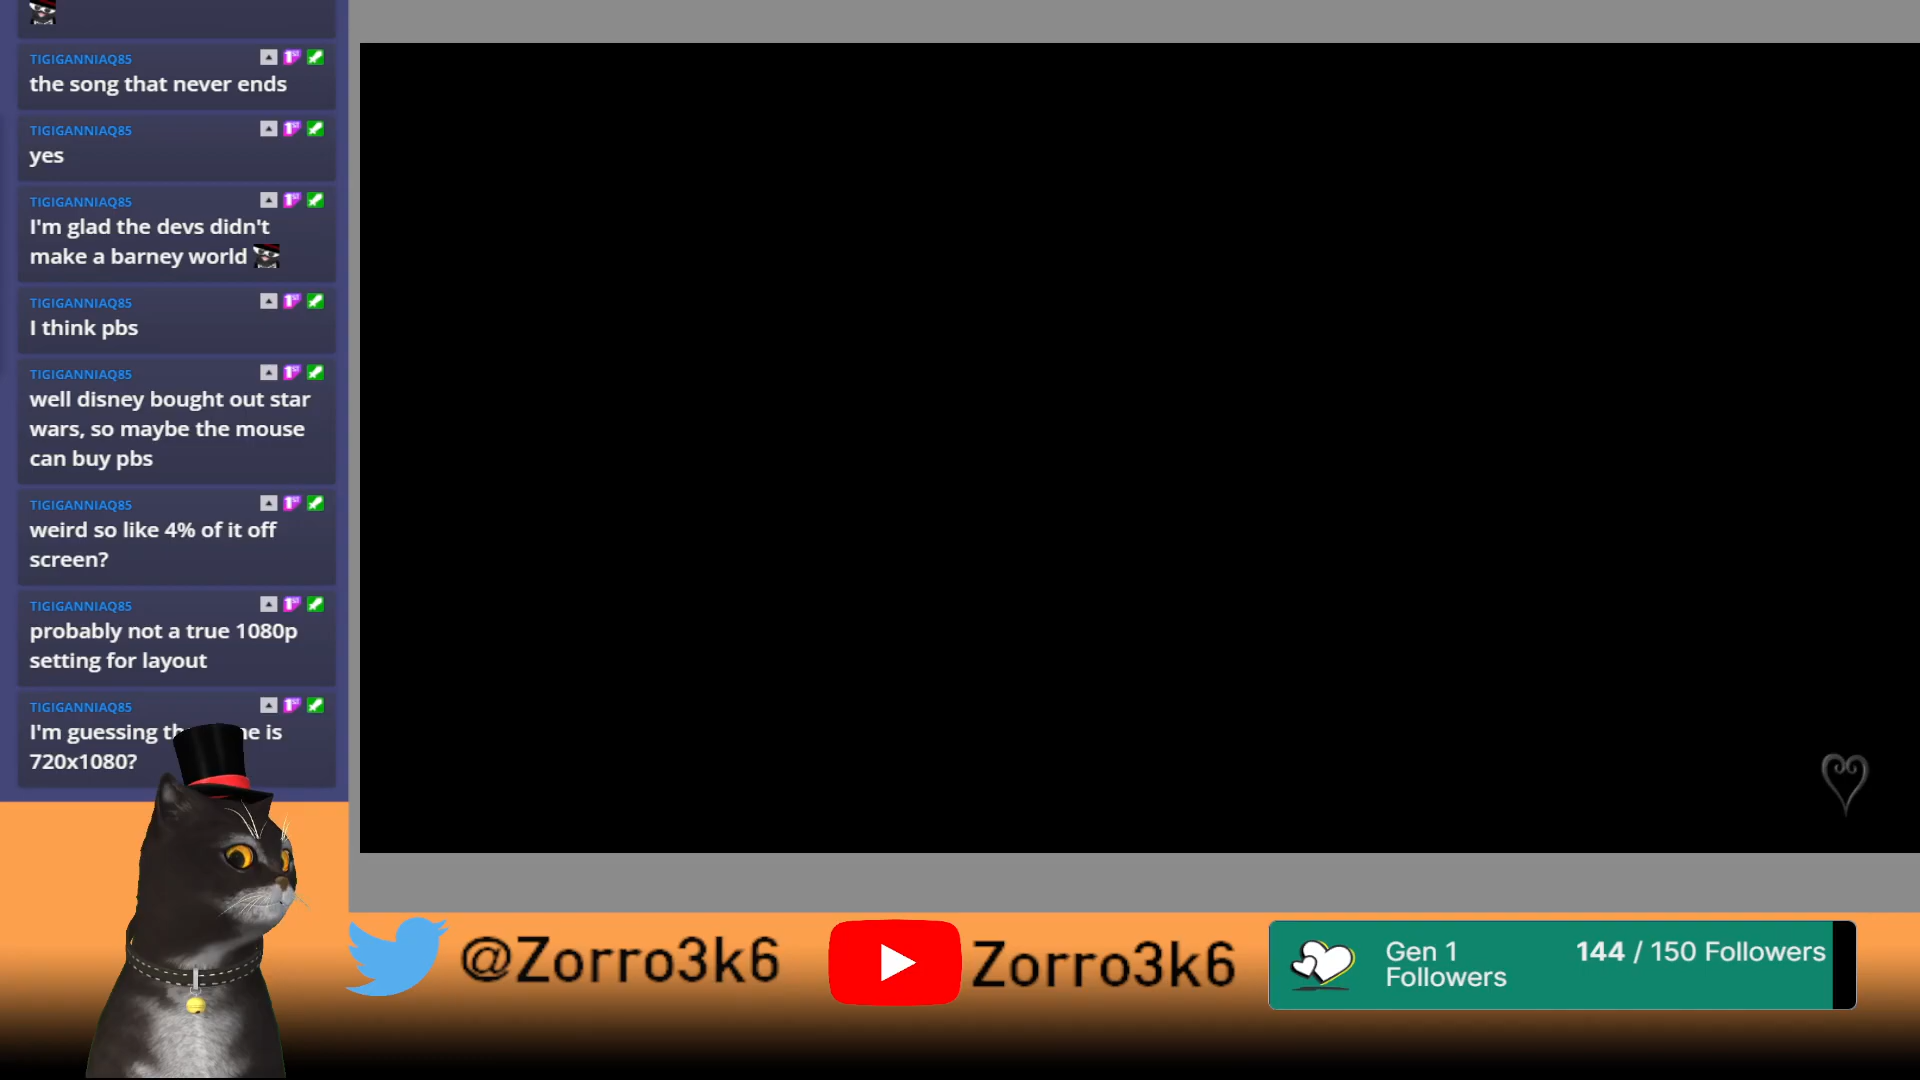 TIGIGANNIAQ85
the song that never ends
TIGIGANNIAQ85
yes
TIGIGANNIAQ85
I'm glad the devs didn't
make a barney world
TIGIGANNIAQ85
I think pbs
TIGIGANNIAQ85
well disney bought out star
wars, so maybe the mouse
can buy pbs
TIGIGANNIAQ85
weird so like 4% of it off
screen?
TIGIGANNIAQ85
probably not a true 1080p
setting for layout
TIGIGANNIAQ85
I'm guessing is
720x1080?
@Zorro3k6
Zorro3k6
Gen 1
Followers
144 / 150 Followers